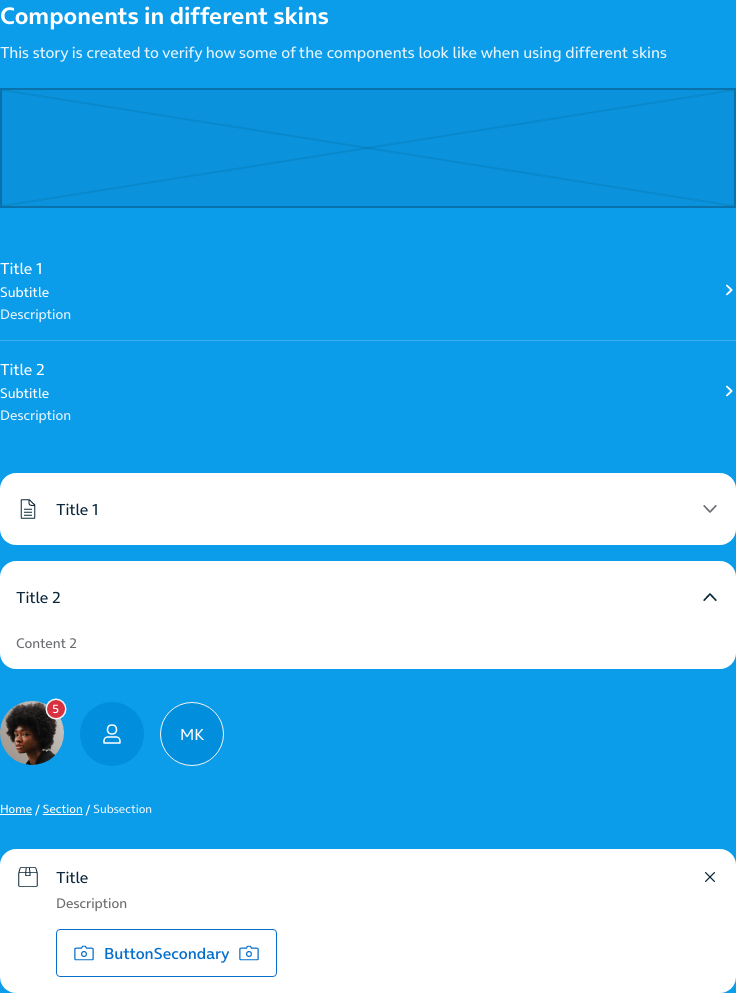 Components in different skins
This story is created to verify how some of the components look like when using different skins
Title 1
Subtitle
Description
Title 2
Subtitle
Description
Title 1
Title 2
Content 2
5
MK
Home / Section / Subsection
Title
Description
ButtonSecondary